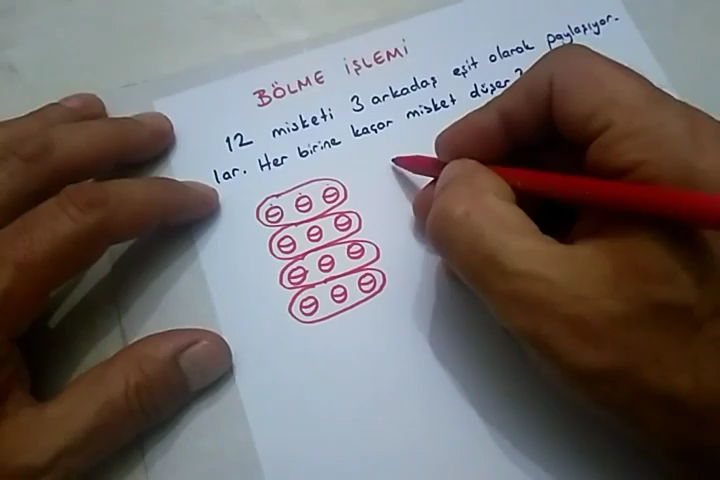 BÖLME İŞLEMİ
12 misketi 3 arkadaş eşit olarak paylaşıyor-
lar. Her birine kaçar misket düşer?